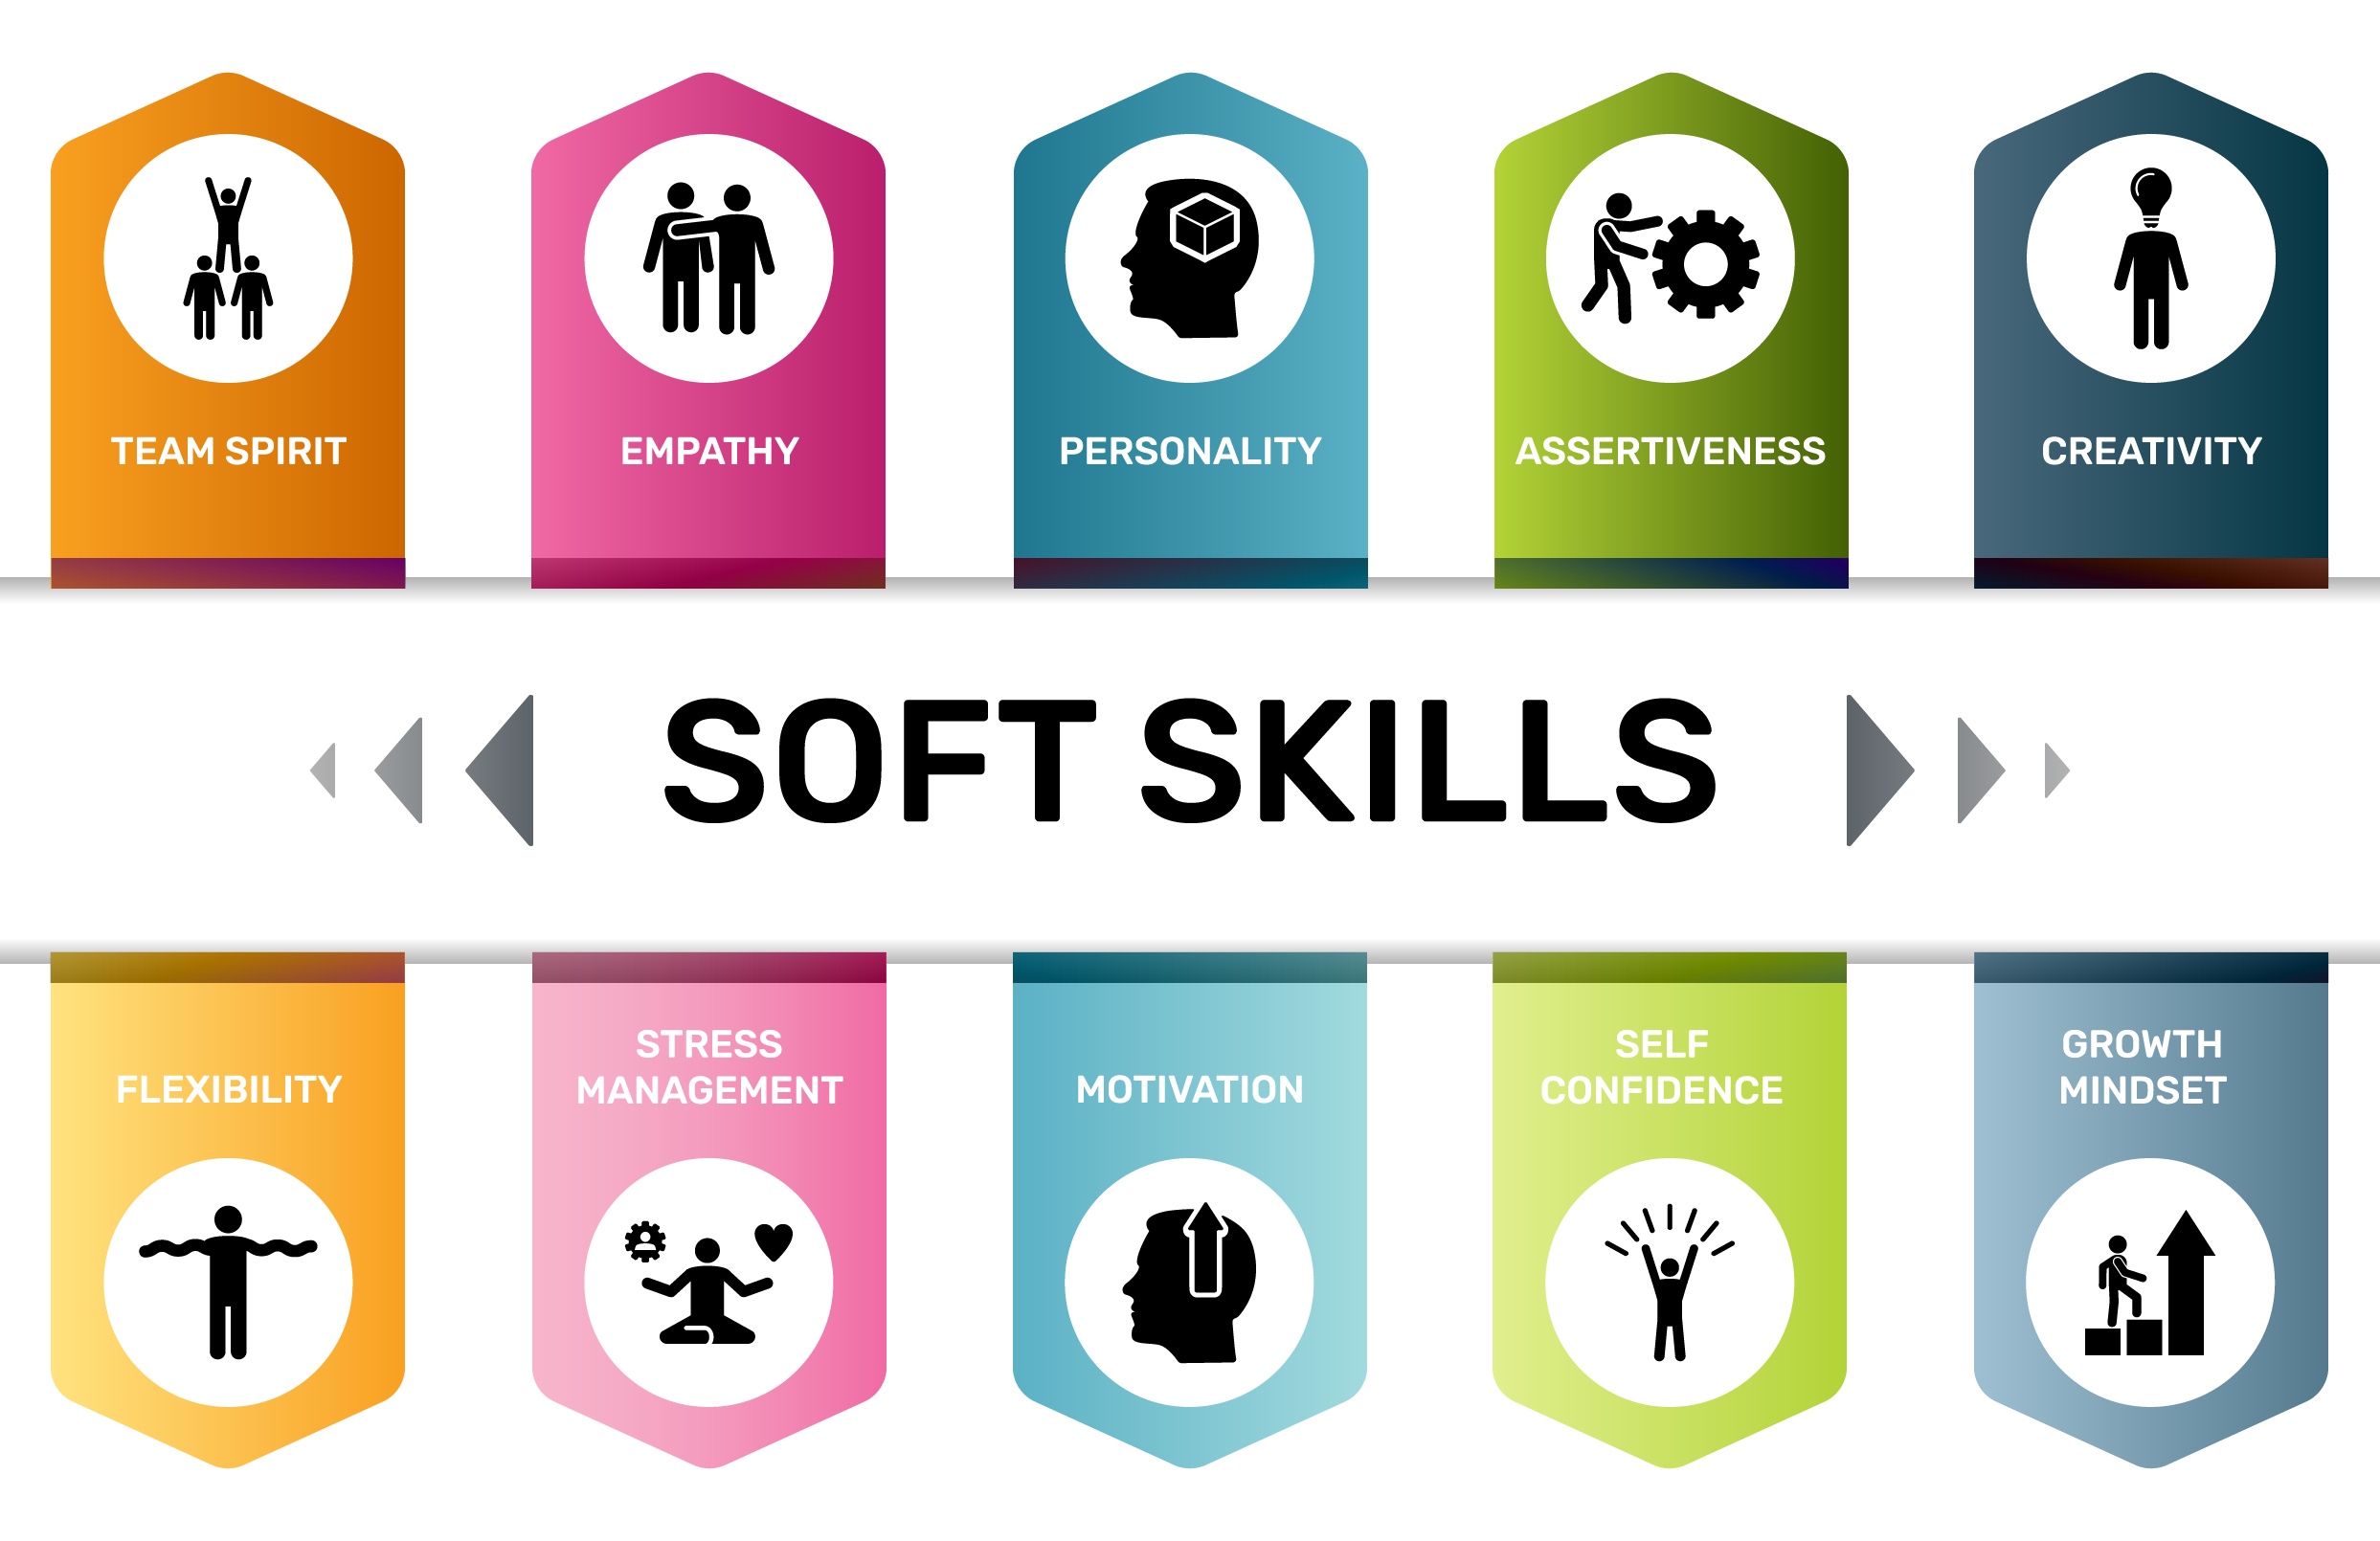 TEAM SPIRIT
EMPATHY
PERSONALITY
ASSERTIVENESS
CREATIVITY
SOFT SKILLS
FLEXIBILITY
STRESS
MANAGEMENT
MOTIVATION
SELF
CONFIDENCE
GROWTH
MINDSET